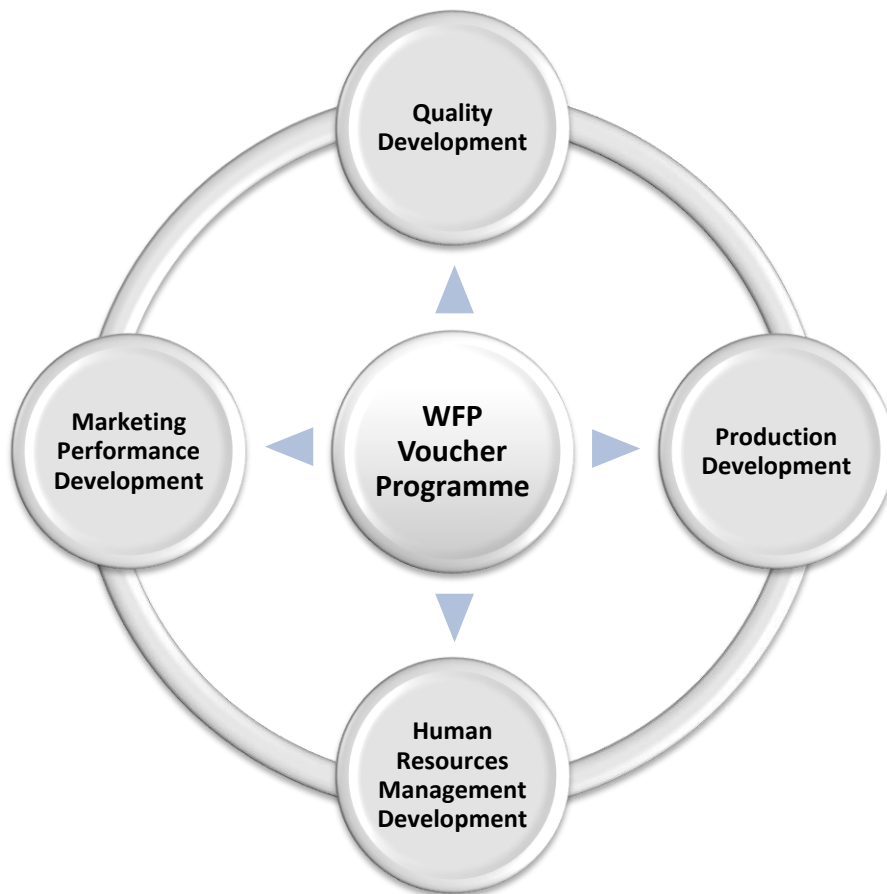 Quality
Development
Marketing
Performance
Development
WFP
Voucher
Programme
Production
Development
Human
Resources
Management
Development